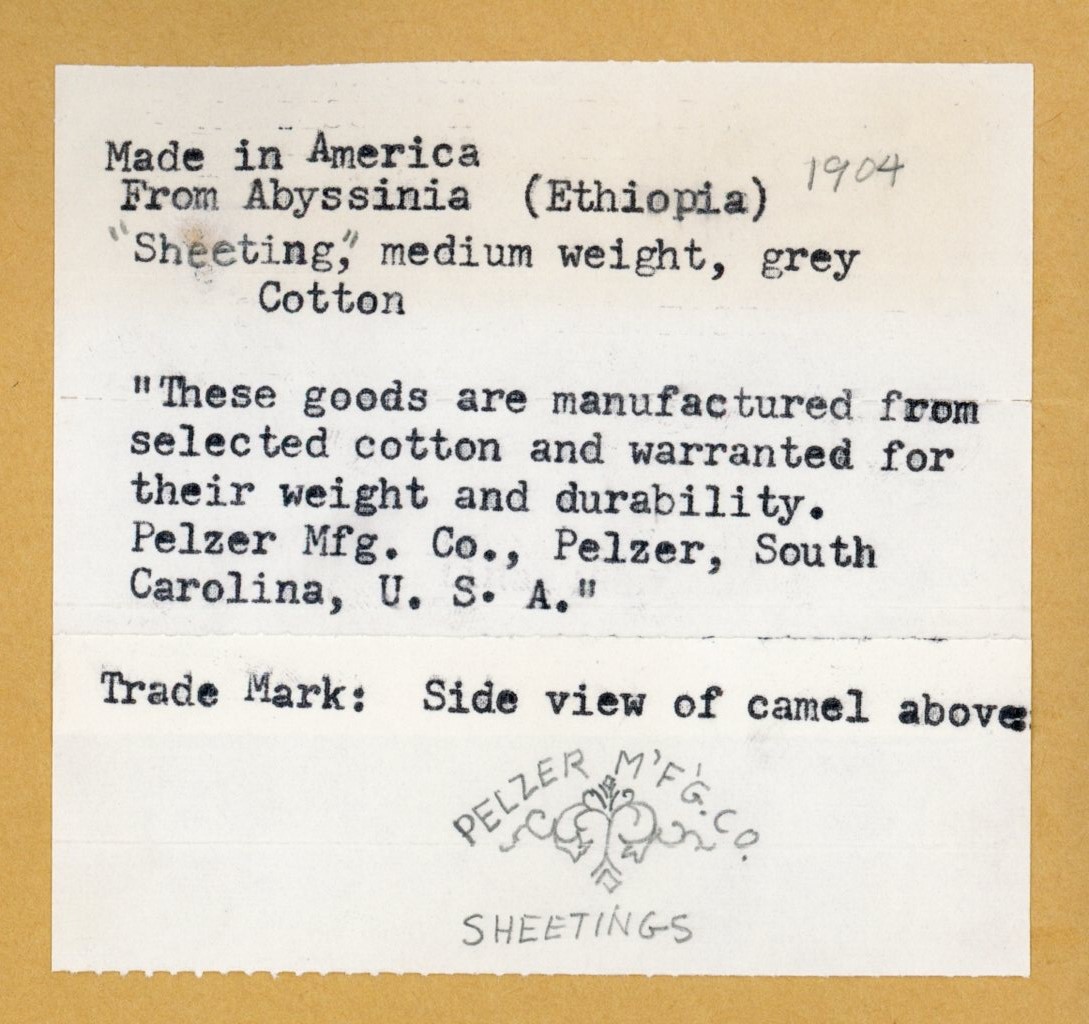 Made in America
1904
From Abyssinia (Ethiopia)
"Sheeting," medium weight, grey
Cotton
"These goods are manufactured from
selected cotton and warranted for
their weight and durability.
Pelzer Mfg. Co., Pelzer, South
Carolina, U. S. A."
Trade Mark: Side view of camel above:
PELZER M'F'G. CO.
SHEETINGS